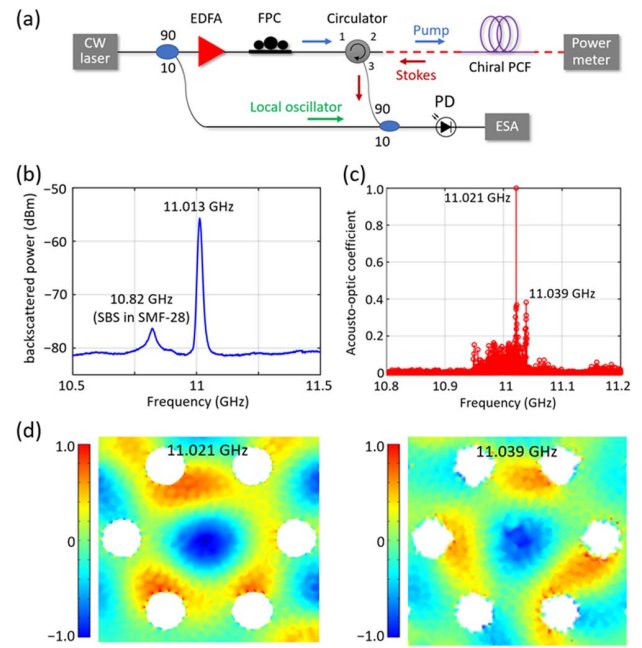 (a)
EDFA
FPC
Circulator
CW
laser
90
10
1
2
3
Pump
Stokes
Chiral PCF
Power
meter
Local oscillator
90
10
PD
ESA
(b)
backscattered power (dBm)
−50
−60
−70
−80
11.013 GHz
10.82 GHz
(SBS in SMF-28)
10.5
11
11.5
Frequency (GHz)
(c)
Acousto-optic coefficient
1.0
0.8
0.6
0.4
0.2
0
11.021 GHz
11.039 GHz
10.8
10.9
11
11.1
11.2
Frequency (GHz)
(d)
1.0
0
−1.0
11.021 GHz
1.0
0
−1.0
11.039 GHz